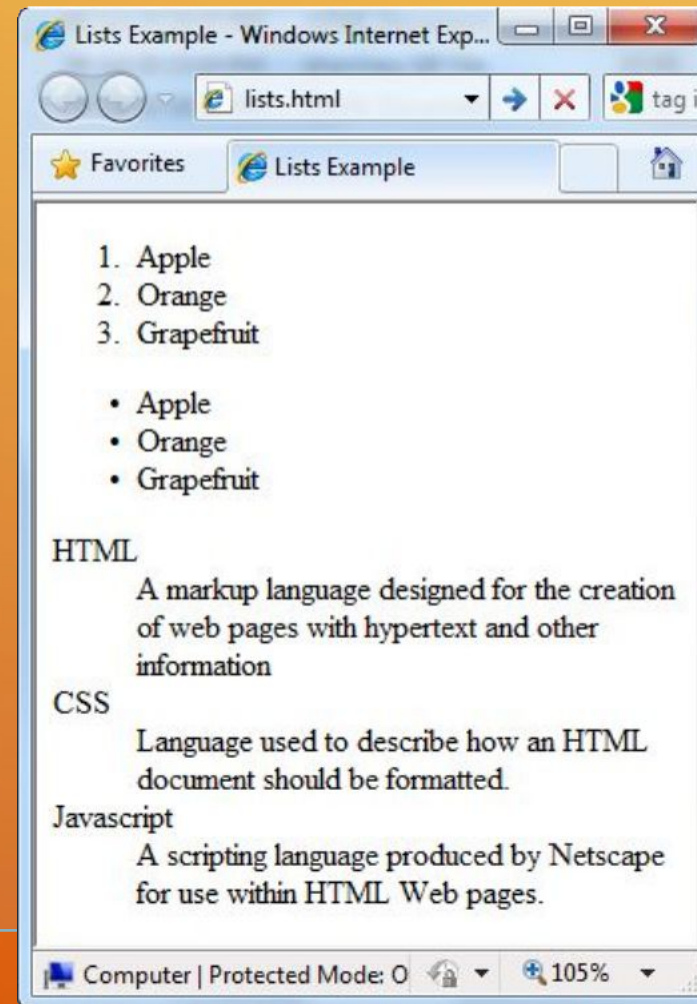 Lists Example - Windows Internet Exp...
lists.html
tag i
Favorites
Lists Example
1. Apple
2. Orange
3. Grapefruit
• Apple
• Orange
• Grapefruit
HTML
A markup language designed for the creation
of web pages with hypertext and other
information
CSS
Language used to describe how an HTML
document should be formatted.
Javascript
A scripting language produced by Netscape
for use within HTML Web pages.
Computer | Protected Mode: O
105%